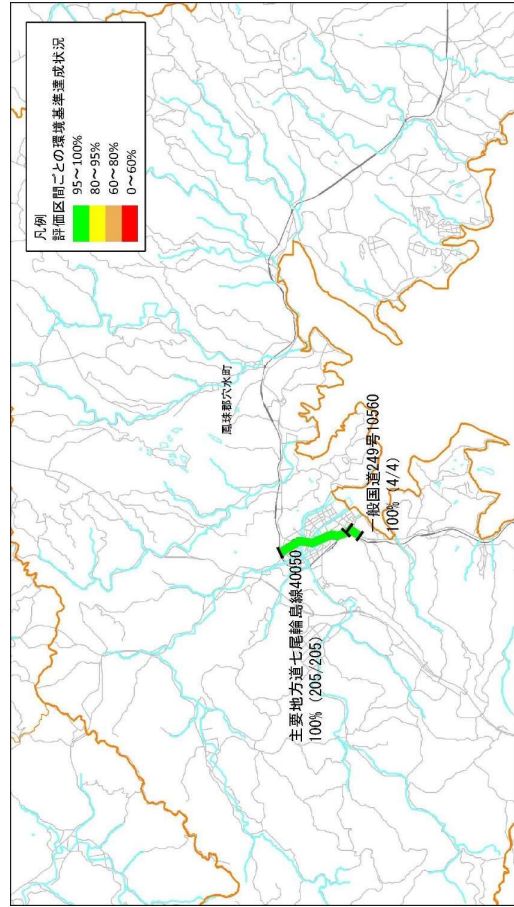 凡例
評価区間ごとの環境基準達成状況
95～100%
80～95%
60～80%
0～60%
鳳珠郡穴水町
主要地方道七尾輪島線40050
100% (205/205)
一般国道249号10560
100% (4/4)